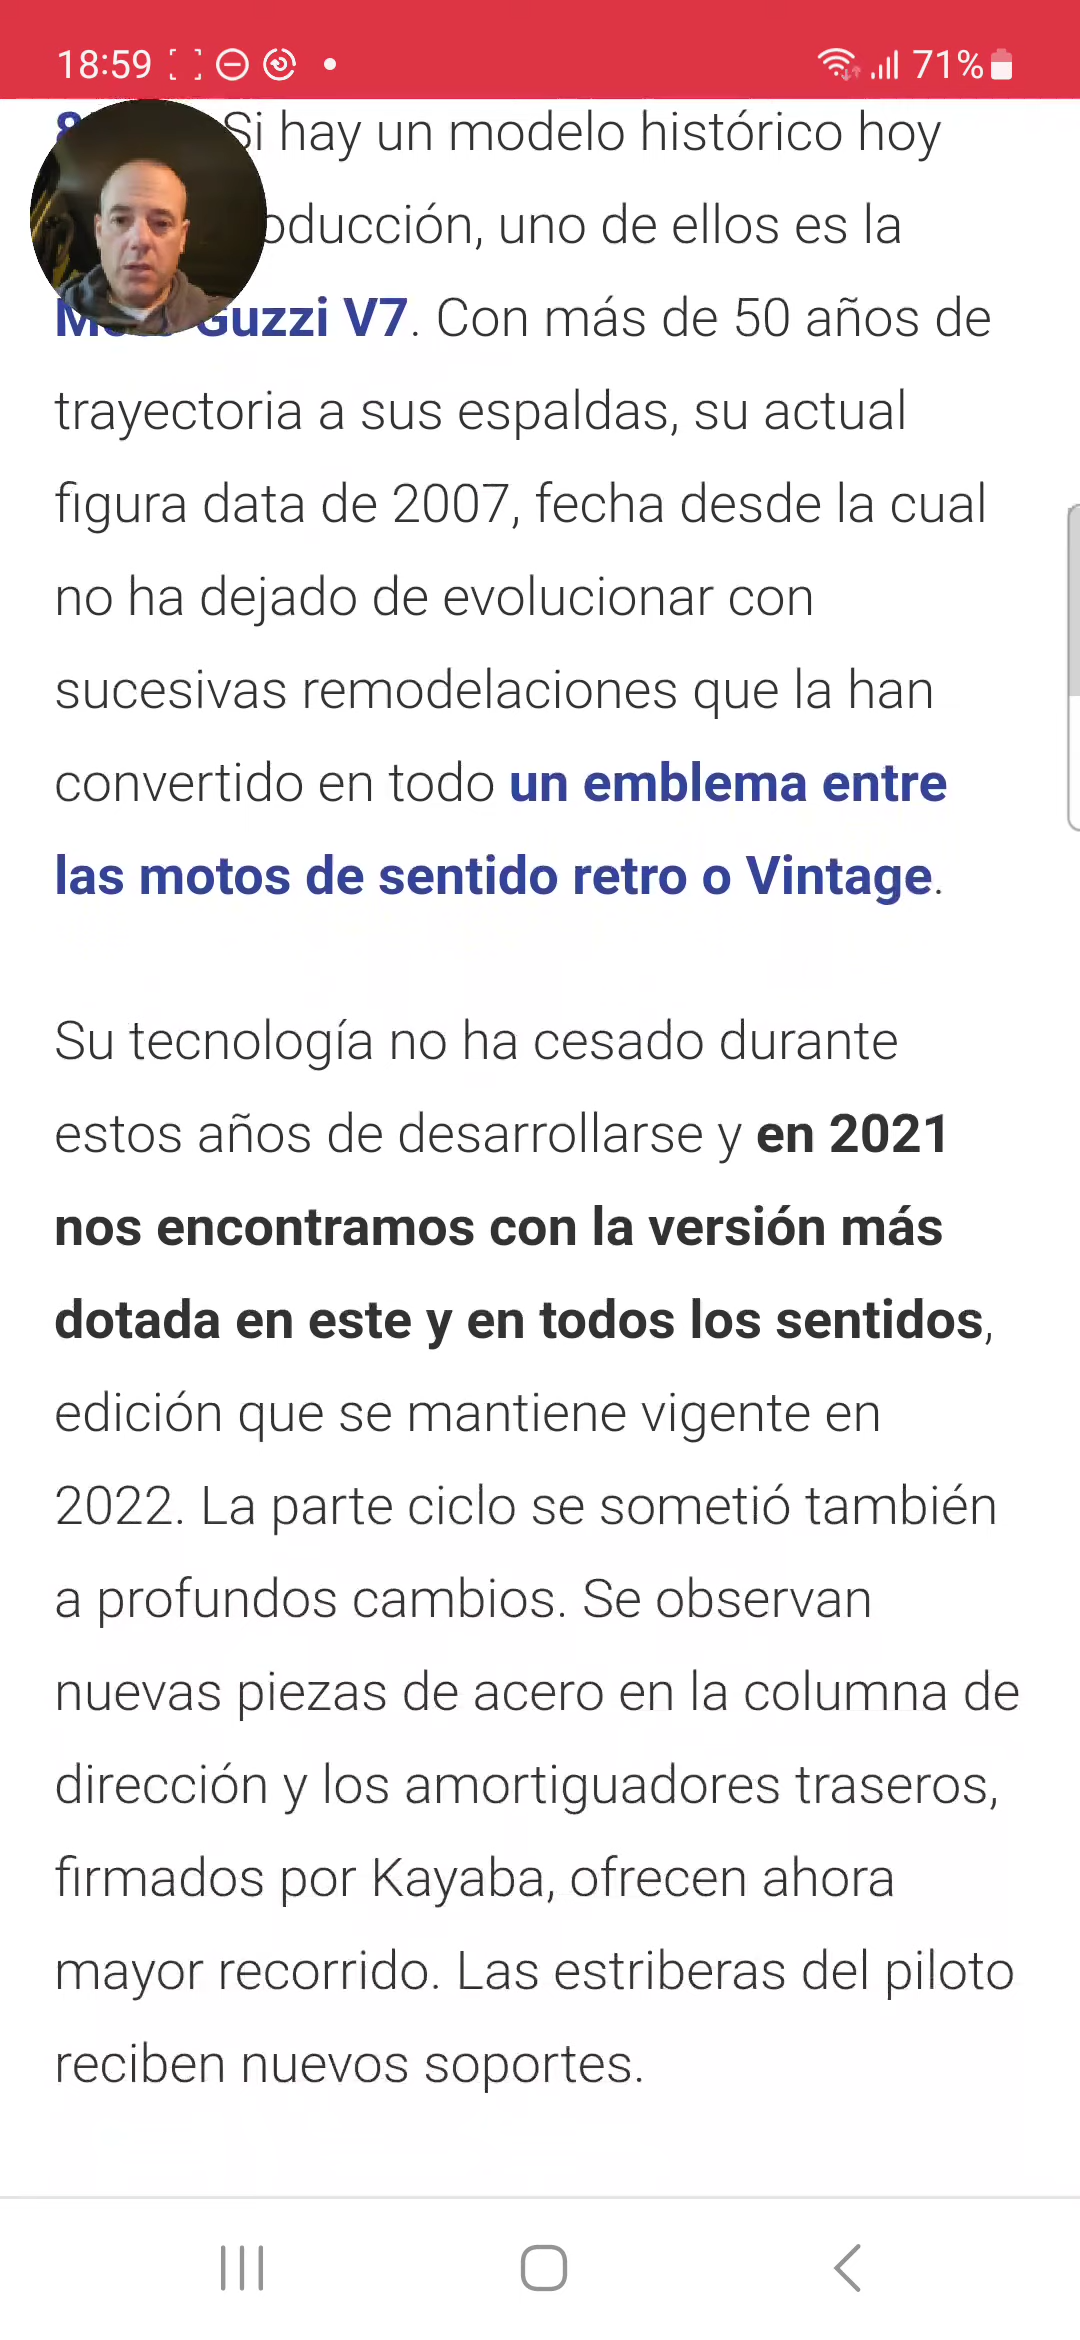 18:59 71%
Si hay un modelo histórico hoy
oducción, uno de ellos es la
Guzzi V7. Con más de 50 años de
trayectoria a sus espaldas, su actual
figura data de 2007, fecha desde la cual
no ha dejado de evolucionar con
sucesivas remodelaciones que la han
convertido en todo un emblema entre
las motos de sentido retro o Vintage.
Su tecnología no ha cesado durante
estos años de desarrollarse y en 2021
nos encontramos con la versión más
dotada en este y en todos los sentidos,
edición que se mantiene vigente en
2022. La parte ciclo se sometió también
a profundos cambios. Se observan
nuevas piezas de acero en la columna de
dirección y los amortiguadores traseros,
firmados por Kayaba, ofrecen ahora
mayor recorrido. Las estriberas del piloto
reciben nuevos soportes.